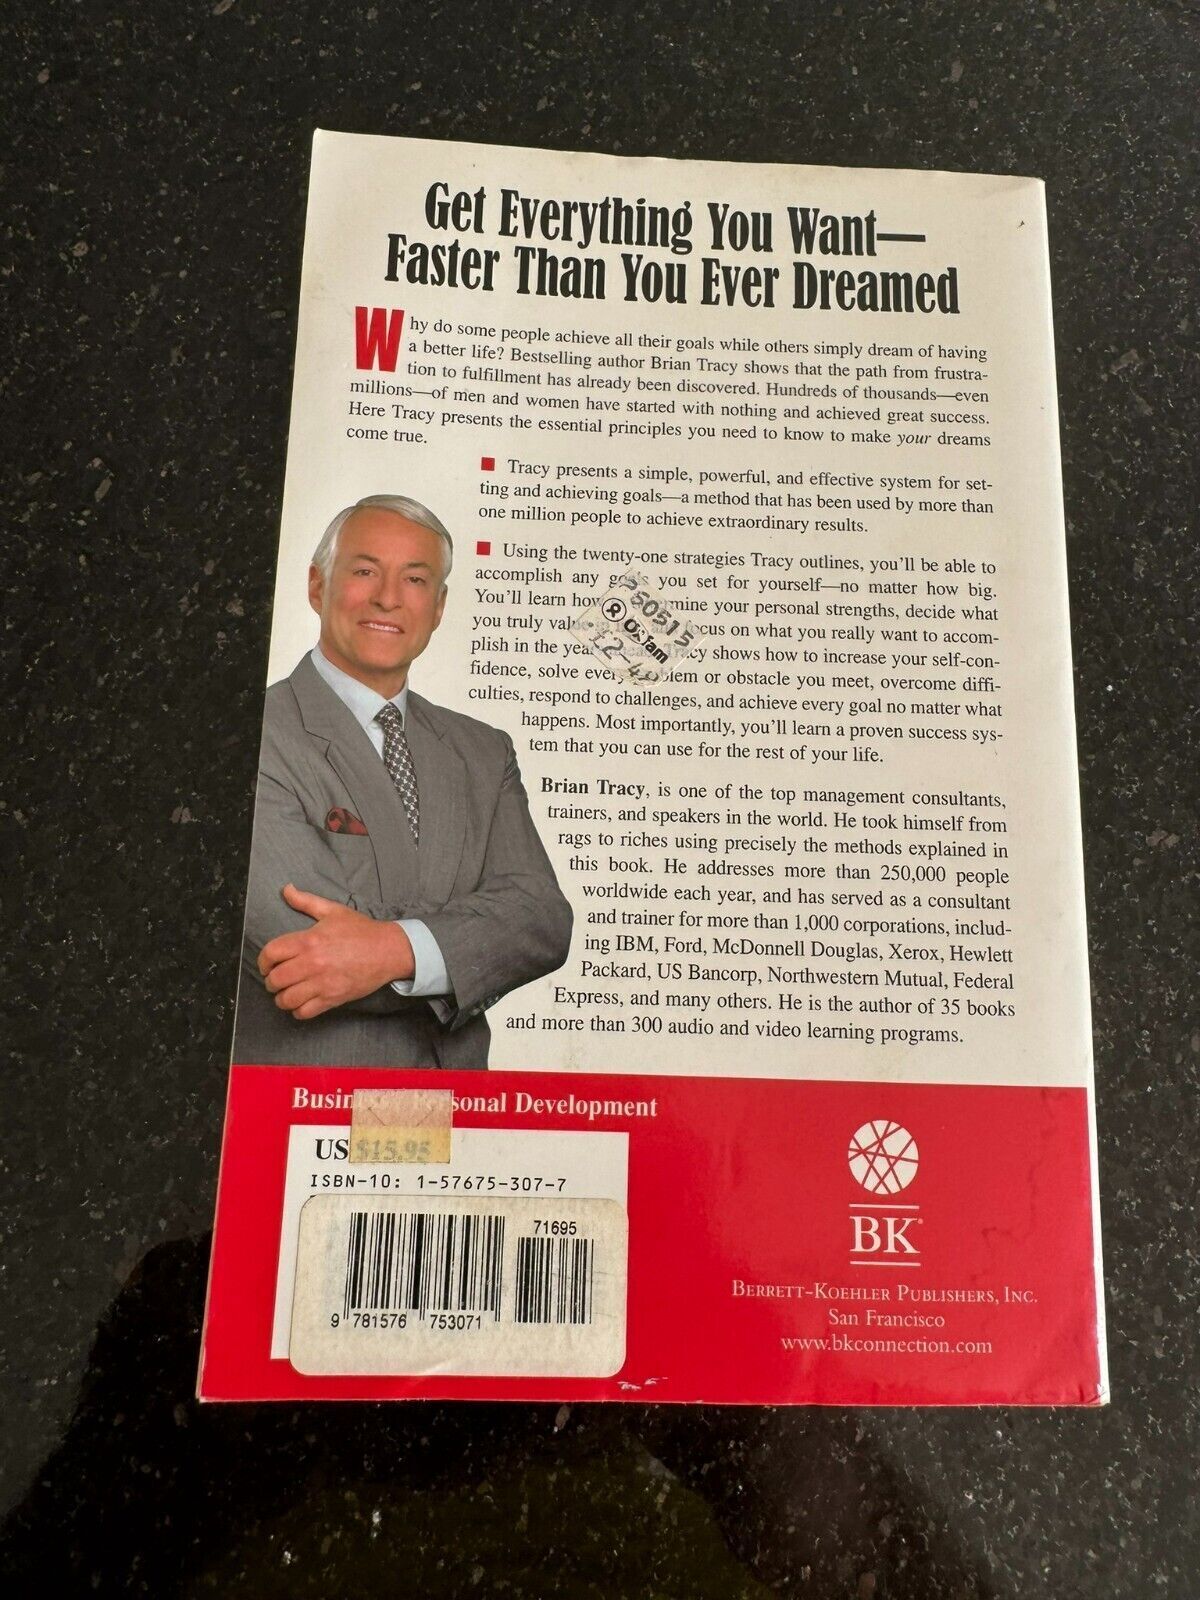 Get Everything You Want—
Faster Than You Ever Dreamed
Why do some people achieve all their goals while others simply dream of having
a better life? Bestselling author Brian Tracy shows that the path from frustra-
tion to fulfillment has already been discovered. Hundreds of thousands—even
millions—of men and women have started with nothing and achieved great success.
Here Tracy presents the essential principles you need to know to make your dreams
come true.
■ Tracy presents a simple, powerful, and effective system for set-
ting and achieving goals—a method that has been used by more than
one million people to achieve extraordinary results.
■ Using the twenty-one strategies Tracy outlines, you'll be able to
accomplish any goals you set for yourself—no matter how big.
You'll learn how mine your personal strengths, decide what
you truly focus on what you really want to accom-
plish in the Tracy shows how to increase your self-con-
fidence, solve every problem or obstacle you meet, overcome diffi-
culties, respond to challenges, and achieve every goal no matter what
happens. Most importantly, you'll learn a proven success sys-
tem that you can use for the rest of your life.
250515
Oxfam
Brian Tracy, is one of the top management consultants,
trainers, and speakers in the world. He took himself from
rags to riches using precisely the methods explained in
this book. He addresses more than 250,000 people
worldwide each year, and has served as a consultant
and trainer for more than 1,000 corporations, includ-
ing IBM, Ford, McDonnell Douglas, Xerox, Hewlett
Packard, US Bancorp, Northwestern Mutual, Federal
Express, and many others. He is the author of 35 books
and more than 300 audio and video learning programs.
Business/Personal Development
US $15.95
ISBN-10: 1-57675-307-7
71695
9 781576 753071
BK
BERRETT-KOEHLER PUBLISHERS, INC.
San Francisco
www.bkconnection.com